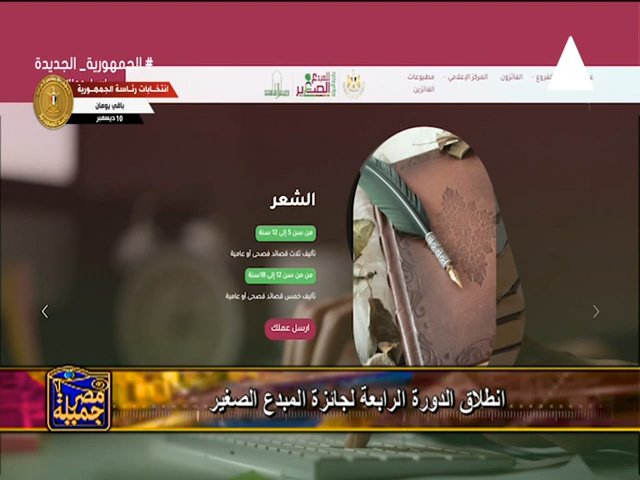 #الجمهورية_الجديدة
انتخابات رئاسة الجمهورية
باقي يومان
10 ديسمبر
الفائزون
المركز الإعلامي
مطبوعات الفائزين
المبدع الصغير
الشعر
من سن 5 إلى 12 سنة
تأليف ثلاث قصائد فصحى أو عامية
من سن 12 إلى 18 سنة
تأليف خمس قصائد فصحى أو عامية
ارسل عملك
انطلاق الدورة الرابعة لجائزة المبدع الصغير
مصر جميلة